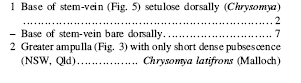 1 Base of stem-vein (Fig. 5) setulose dorsally (Chrysomya)
........................................................................ 2
– Base of stem-vein bare dorsally.............................. 7
2 Greater ampulla (Fig. 3) with only short dense pubsescence
(NSW, Qld)................. Chrysomya latifrons (Malloch)